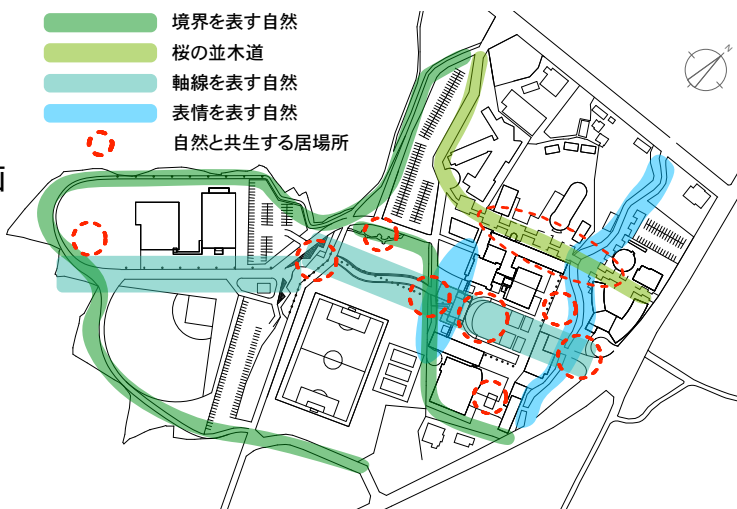 境界を表す自然
桜の並木道
軸線を表す自然
表情を表す自然
自然と共生する居場所
画
N